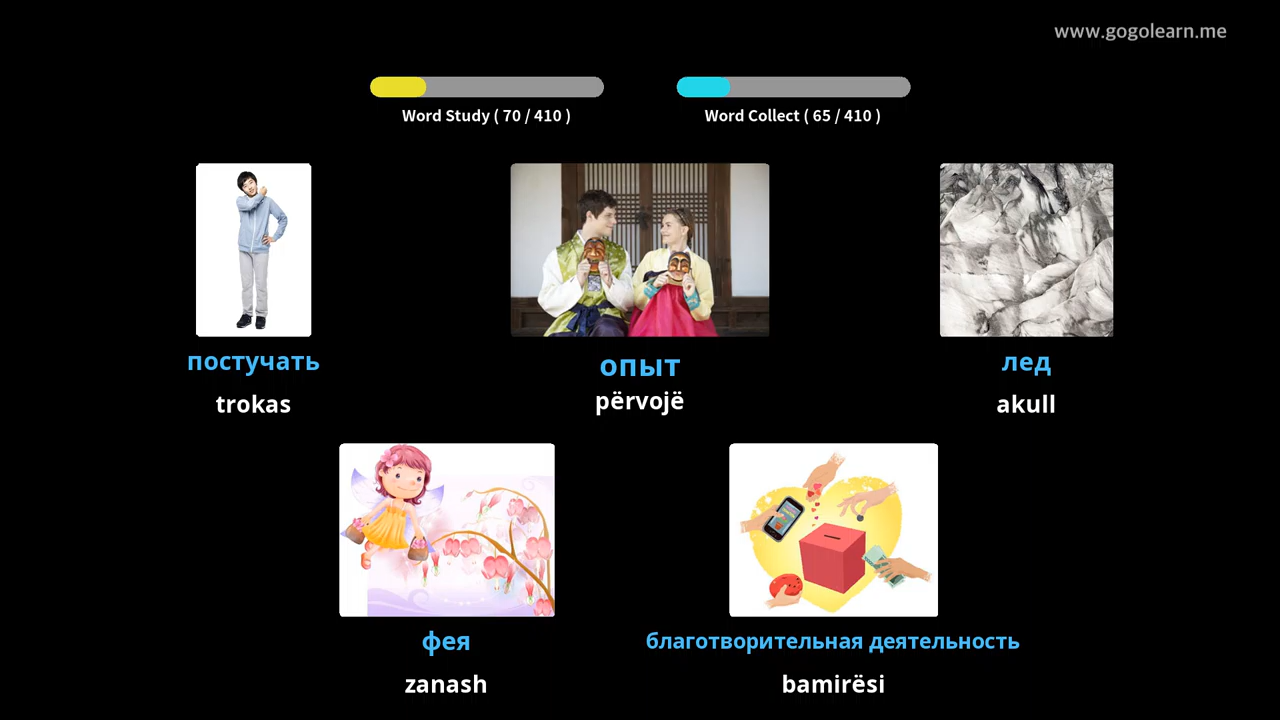 www.gogolearn.me
Word Study ( 70 / 410 )
Word Collect ( 65 / 410 )
постучать
trokas
опыт
përvojë
лед
akull
фея
zanash
благотворительная деятельность
bamirësi